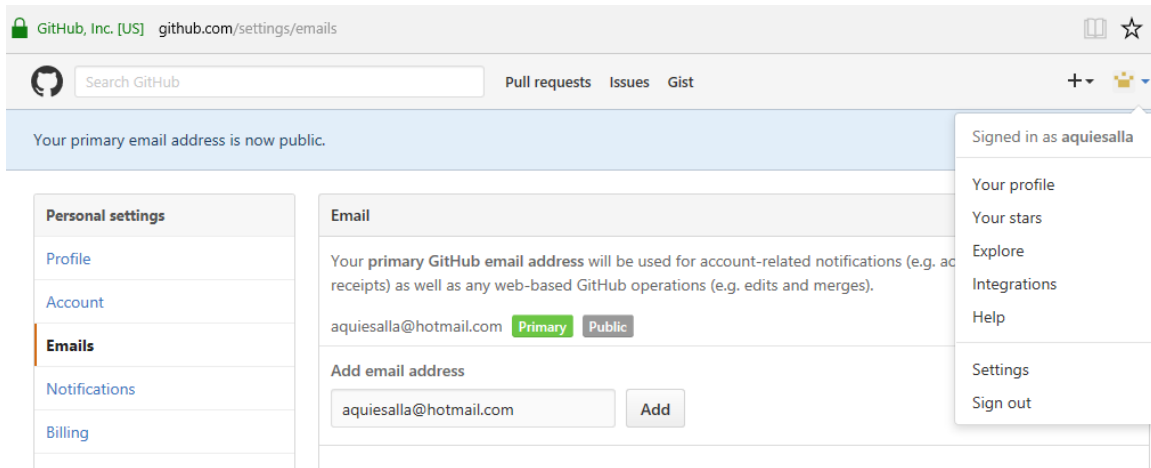 GitHub, Inc. [US] github.com/settings/emails
Search GitHub
Pull requests Issues Gist
Your primary email address is now public.
Signed in as aquiesalla
Your profile
Your stars
Explore
Integrations
Help
Settings
Sign out
Personal settings
Profile
Account
Emails
Notifications
Billing
Email
Your primary GitHub email address will be used for account-related notifications (e.g.
receipts) as well as any web-based GitHub operations (e.g. edits and merges).
aquiesalla@hotmail.com Primary Public
Add email address
aquiesalla@hotmail.com Add